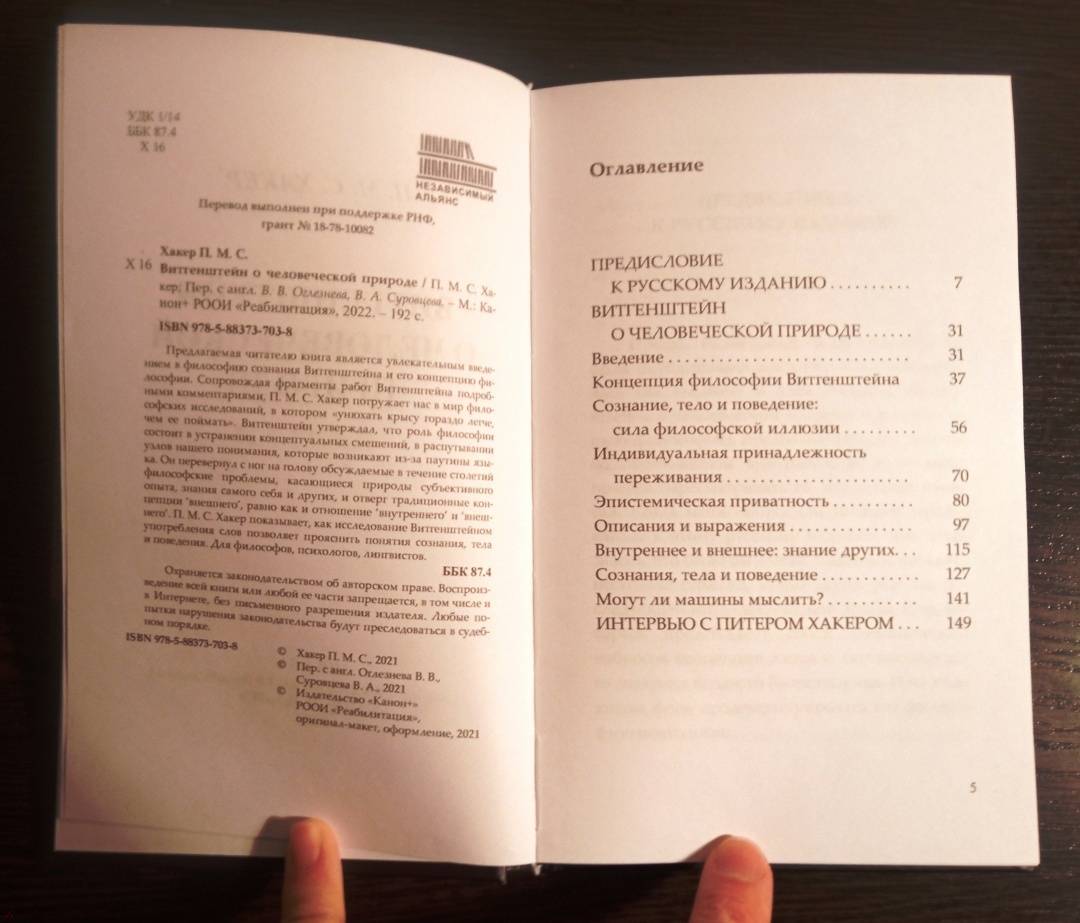 УДК 1/14
ББК 87.4
Х 16
НЕЗАВИСИМЫЙ
АЛЬЯНС
Перевод выполнен при поддержке РНФ,
грант № 18-78-10082
Хакер П. М. С.
Х 16 Витгенштейн о человеческой природе / П. М. С. Ха-
кер; Пер. с англ. В. В. Оглезнева, В. А. Суровцева. – М.: Ка-
нон+ РООИ «Реабилитация», 2022. – 192 с.
ISBN 978-5-88373-703-8
Предлагаемая читателю книга является увлекательным введе-
нием в философию сознания Витгенштейна и его концепцию фи-
лософии. Сопровождая фрагменты работ Витгенштейна подроб-
ными комментариями, П. М. С. Хакер погружает нас в мир фило-
софских исследований, в котором «унюхать крысу гораздо легче,
чем ее поймать». Витгенштейн утверждал, что роль философии
состоит в устранении концептуальных смешений, в распутывании
узлов нашего понимания, которые возникают из-за паутины язы-
ка. Он перевернул с ног на голову обсуждаемые в течение столетий
философские проблемы, касающиеся природы субъективного
опыта, знания самого себя и других, и отверг традиционные кон-
цепции 'внешнего', равно как и отношение 'внутреннего' и 'внеш-
него'. П. М. С. Хакер показывает, как исследование Витгенштейном
употребления слов позволяет прояснить понятия сознания, тела
и поведения. Для философов, психологов, лингвистов.
ББК 87.4
Охраняется законодательством об авторском праве. Воспроиз-
ведение всей книги или любой ее части запрещается, в том числе и
в Интернете, без письменного разрешения издателя. Любые по-
пытки нарушения законодательства будут преследоваться в судеб-
ном порядке.
ISBN 978-5-88373-703-8
© Хакер П. М. С., 2021
© Пер. с англ. Оглезнева В. В.,
Суровцева В. А., 2021
© Издательство «Канон+»
РООИ «Реабилитация»,
оригинал-макет, оформление, 2021
Оглавление
ПРЕДИСЛОВИЕ
К РУССКОМУ ИЗДАНИЮ .......... 7
ВИТГЕНШТЕЙН
О ЧЕЛОВЕЧЕСКОЙ ПРИРОДЕ ...... 31
Введение .............................. 31
Концепция философии Витгенштейна 37
Сознание, тело и поведение:
сила философской иллюзии ......... 56
Индивидуальная принадлежность
переживания ....................... 70
Эпистемическая приватность ........... 80
Описания и выражения ............... 97
Внутреннее и внешнее: знание других. .. 115
Сознания, тела и поведение ............ 127
Могут ли машины мыслить? ........... 141
ИНТЕРВЬЮ С ПИТЕРОМ ХАКЕРОМ ... 149
5